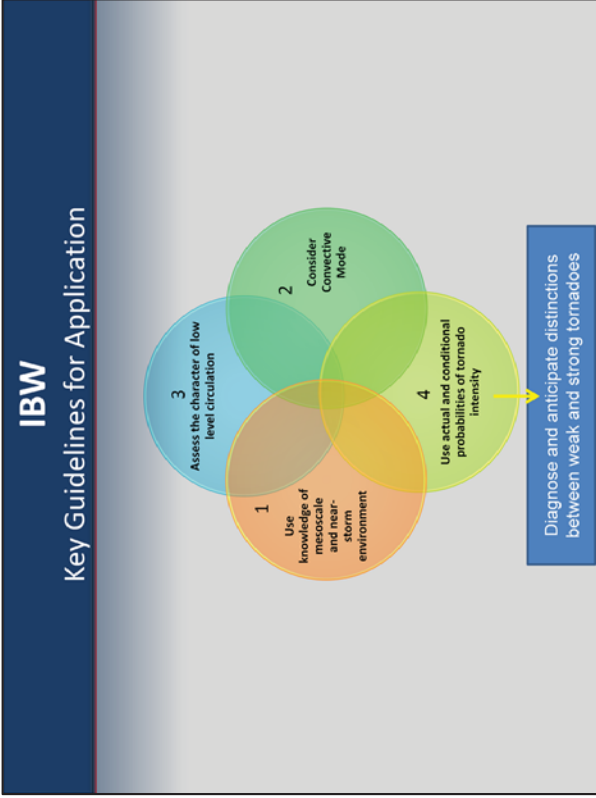 IBW
Key Guidelines for Application
1
Use
knowledge of
mesoscale
and near-
storm
environment
2
Consider
Convective
Mode
3
Assess the character of low
level circulation
4
Use actual and conditional
probabilities of tornado
intensity
Diagnose and anticipate distinctions
between weak and strong tornadoes